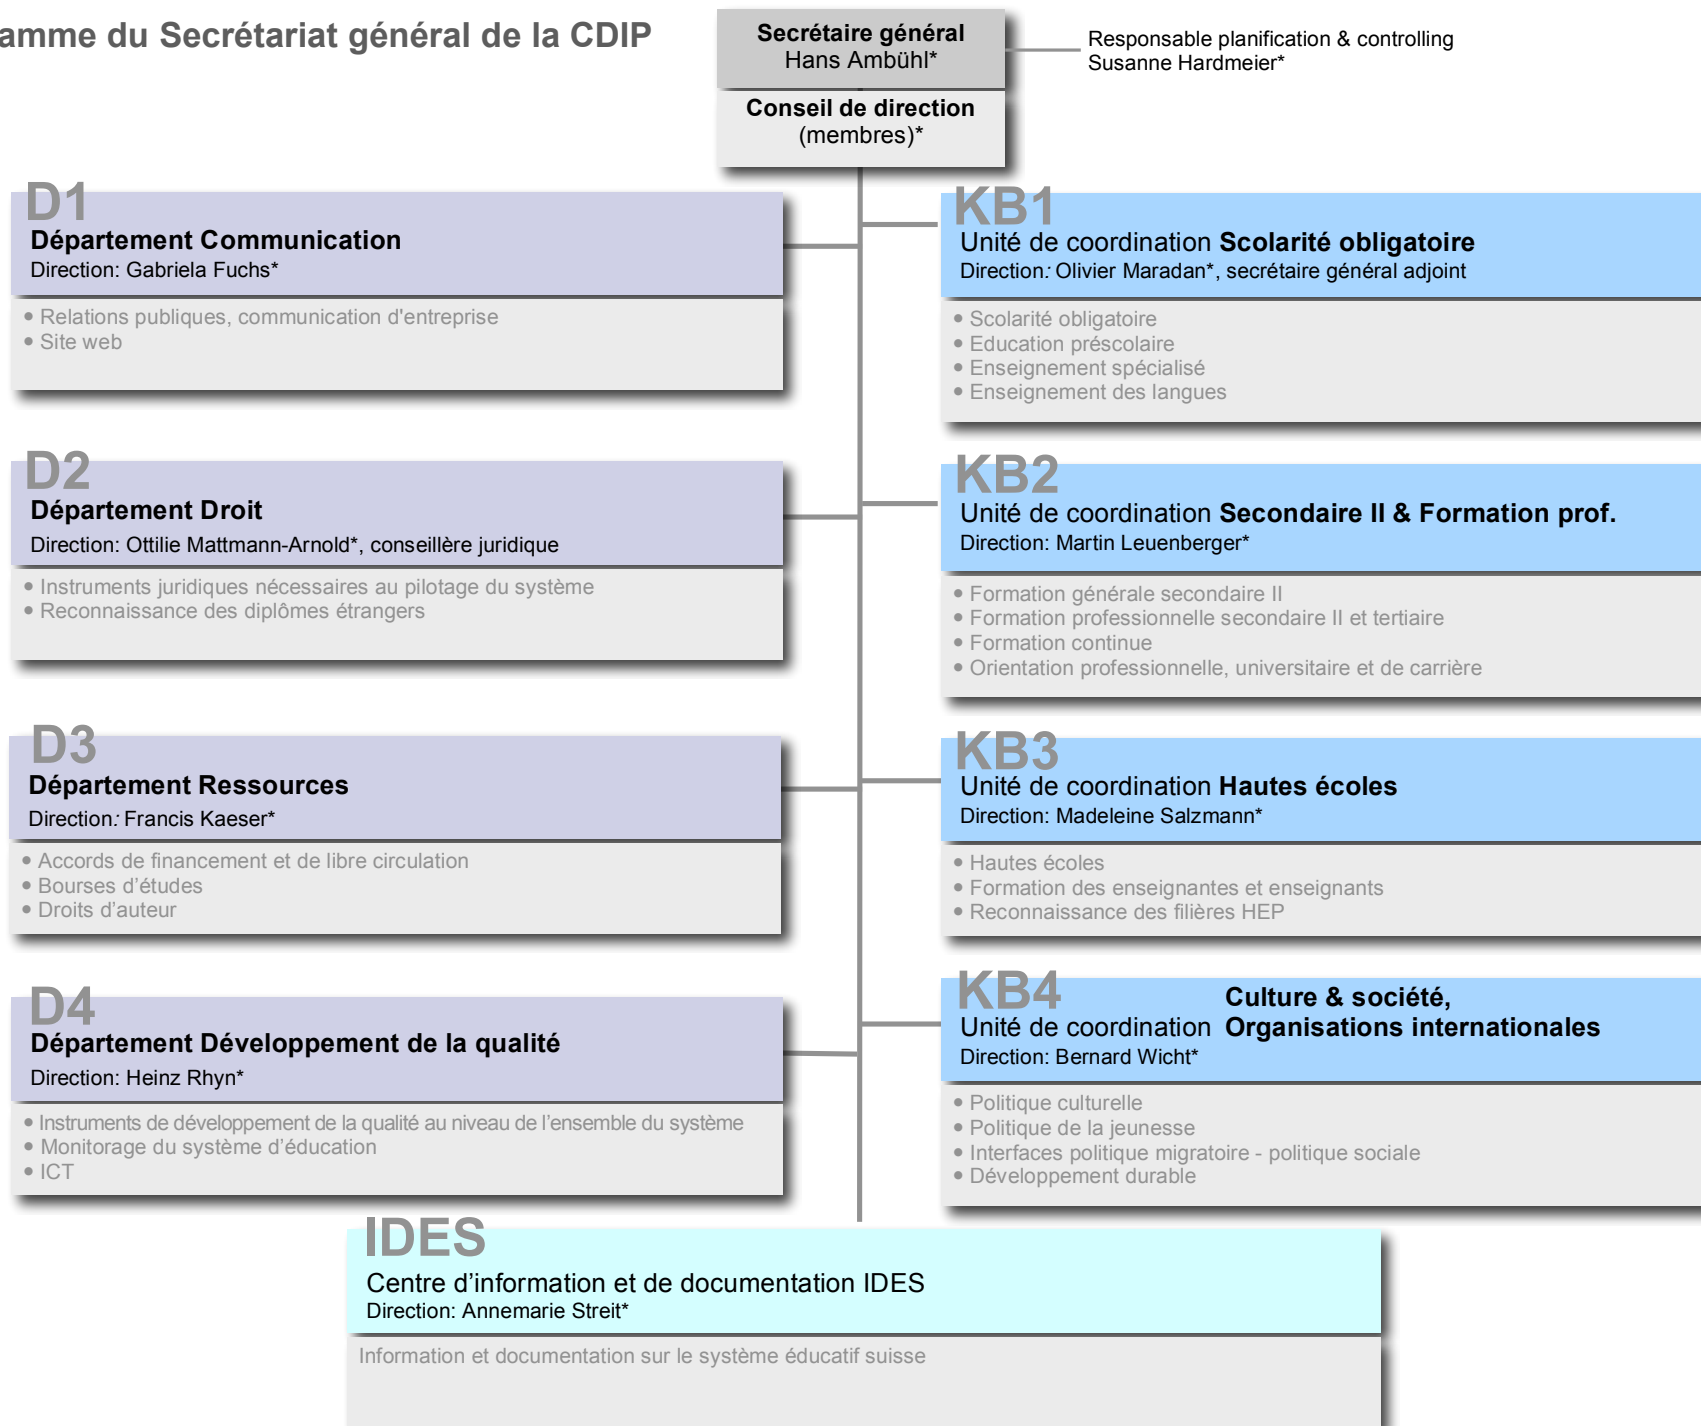 amme du Secrétariat général de la CDIP
Secrétaire général
Hans Ambühl*
Responsable planification & controlling
Susanne Hardmeier*
Conseil de direction
(membres)*
D1
Département Communication
Direction: Gabriela Fuchs*
• Relations publiques, communication d'entreprise
• Site web
KB1
Unité de coordination Scolarité obligatoire
Direction: Olivier Maradan*, secrétaire général adjoint
• Scolarité obligatoire
• Education préscolaire
• Enseignement spécialisé
• Enseignement des langues
D2
Département Droit
Direction: Ottilie Mattmann-Arnold*, conseillère juridique
• Instruments juridiques nécessaires au pilotage du système
• Reconnaissance des diplômes étrangers
KB2
Unité de coordination Secondaire II & Formation prof.
Direction: Martin Leuenberger*
• Formation générale secondaire II
• Formation professionnelle secondaire II et tertiaire
• Formation continue
• Orientation professionnelle, universitaire et de carrière
D3
Département Ressources
Direction: Francis Kaeser*
• Accords de financement et de libre circulation
• Bourses d’études
• Droits d’auteur
KB3
Unité de coordination Hautes écoles
Direction: Madeleine Salzmann*
• Hautes écoles
• Formation des enseignantes et enseignants
• Reconnaissance des filières HEP
D4
Département Développement de la qualité
Direction: Heinz Rhyn*
• Instruments de développement de la qualité au niveau de l’ensemble du système
• Monitorage du système d’éducation
• ICT
KB4
Culture & société,
Unité de coordination Organisations internationales
Direction: Bernard Wicht*
• Politique culturelle
• Politique de la jeunesse
• Interfaces politique migratoire - politique sociale
• Développement durable
IDES
Centre d’information et de documentation IDES
Direction: Annemarie Streit*
Information et documentation sur le système éducatif suisse